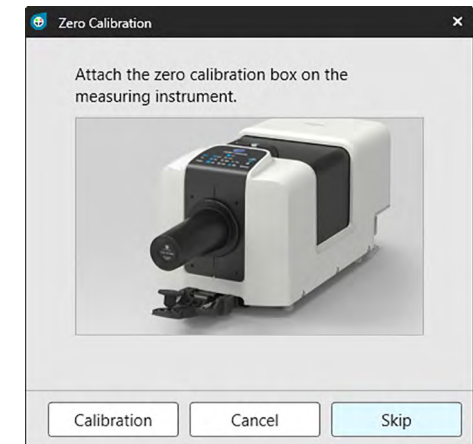 Zero Calibration
Attach the zero calibration box on the
measuring instrument.
Calibration
Cancel
Skip